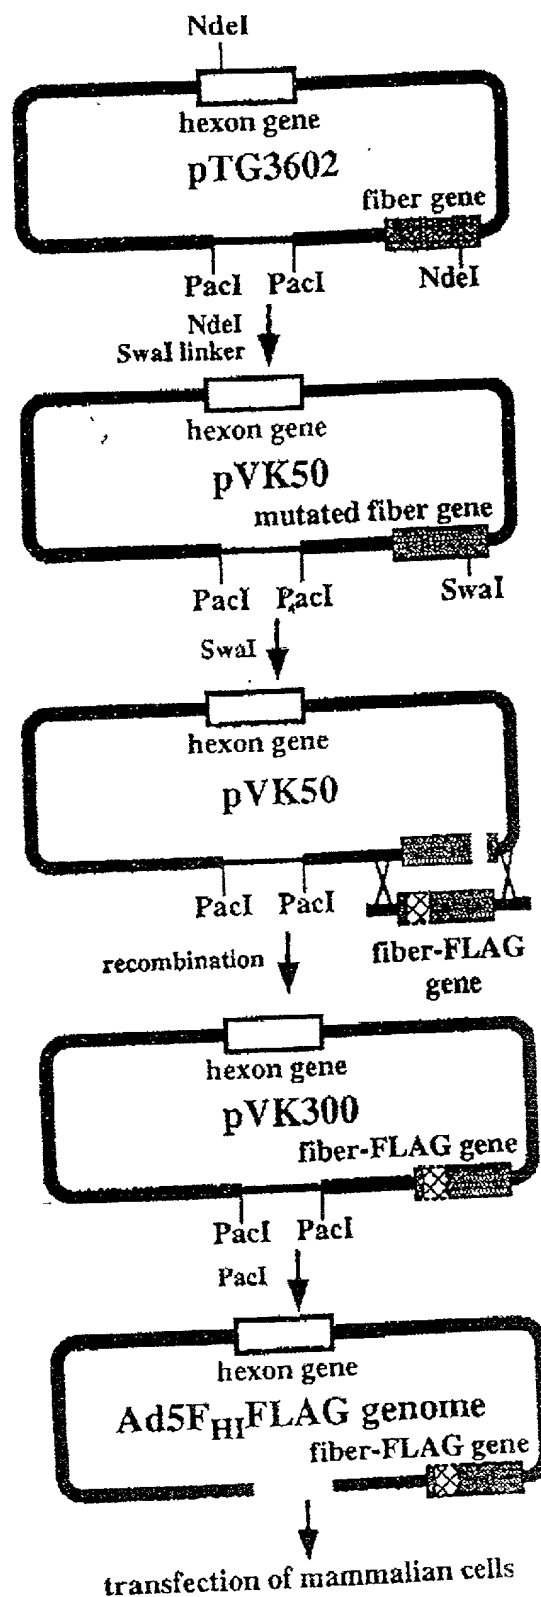 NdeI
hexon gene
pTG3602
fiber gene
PacI PacI
NdeI
NdeI
SwaI linker
hexon gene
pVK50
mutated fiber gene
PacI PacI
SwaI
SwaI
hexon gene
pVK50
PacI PacI
fiber-FLAG
gene
recombination
hexon gene
pVK300
fiber-FLAG gene
PacI PacI
PacI
hexon gene
Ad5FHIFLAG genome
fiber-FLAG gene
transfection of mammalian cells